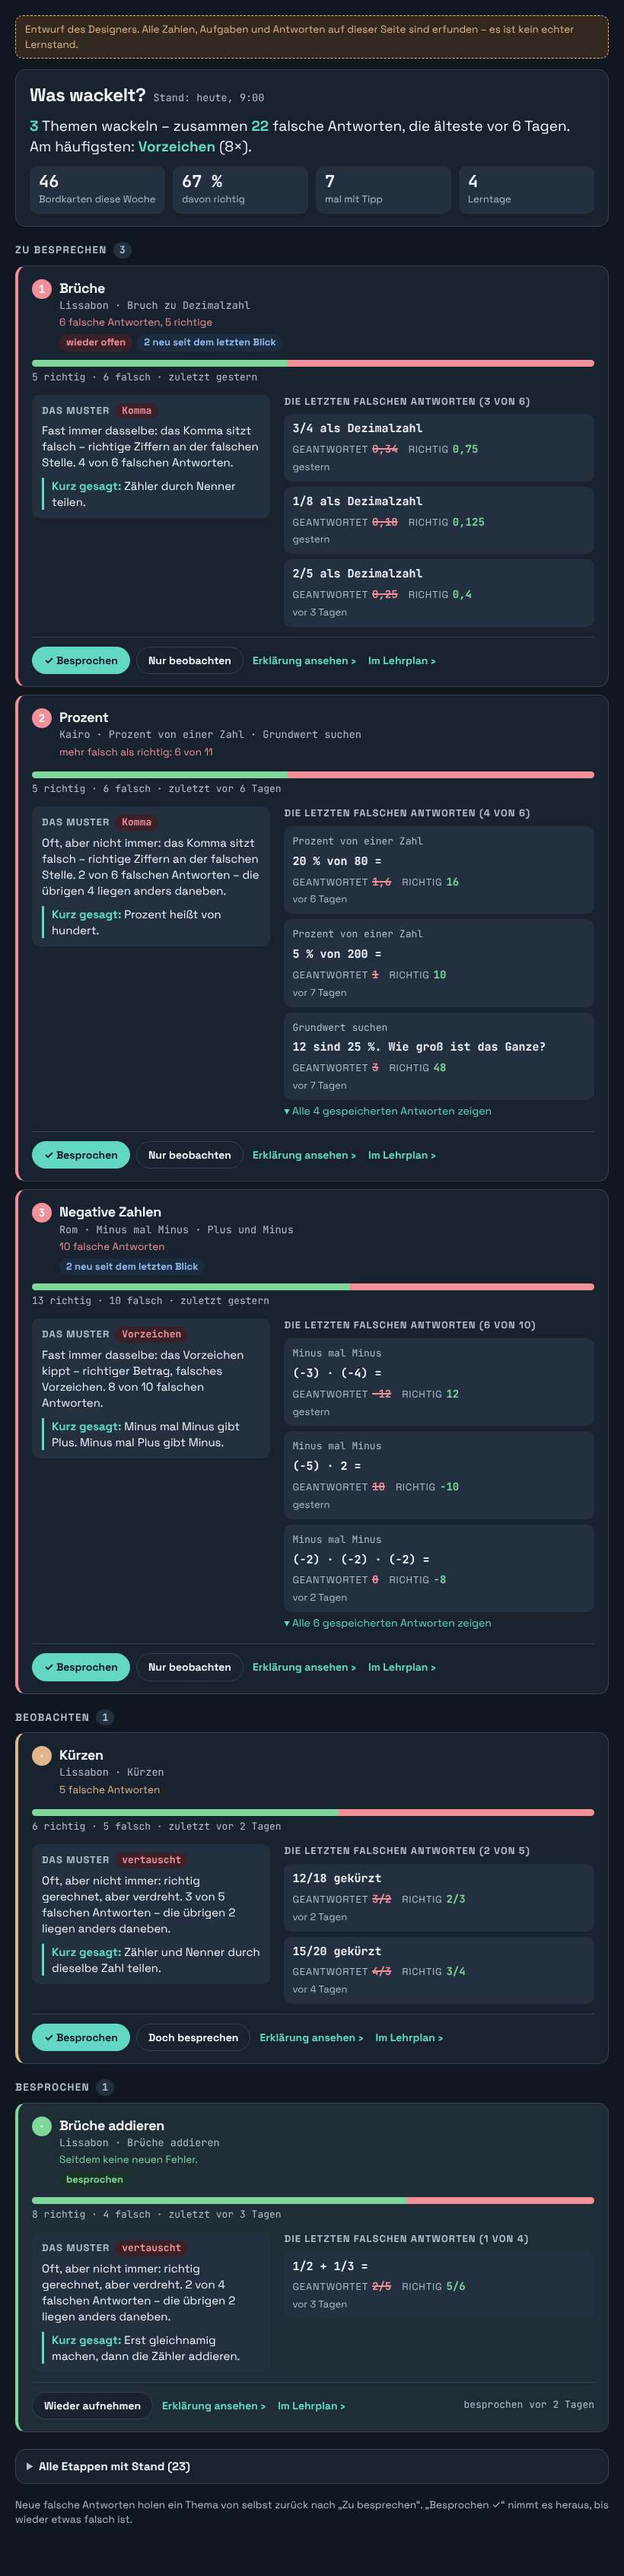 Entwurf des Designers. Alle Zahlen, Aufgaben und Antworten auf dieser Seite sind erfunden – es ist kein echter
Lernstand.
Was wackelt? Stand: heute, 9:00
3 Themen wackeln – zusammen 22 falsche Antworten, die älteste vor 6 Tagen.
Am häufigsten: Vorzeichen (8×).
46
Bordkarten diese Woche
67 %
davon richtig
7
mal mit Tipp
4
Lerntage
ZU BESPRECHEN 3
1 Brüche
Lissabon · Bruch zu Dezimalzahl
6 falsche Antworten, 5 richtige
wieder offen 2 neu seit dem letzten Blick
5 richtig · 6 falsch · zuletzt gestern
DAS MUSTER Komma
Fast immer dasselbe: das Komma sitzt
falsch – richtige Ziffern an der falschen
Stelle. 4 von 6 falschen Antworten.
Kurz gesagt: Zähler durch Nenner
teilen.
DIE LETZTEN FALSCHEN ANTWORTEN (3 VON 6)
3/4 als Dezimalzahl
GEANTWORTET 0,34 RICHTIG 0,75
gestern
1/8 als Dezimalzahl
GEANTWORTET 0,18 RICHTIG 0,125
gestern
2/5 als Dezimalzahl
GEANTWORTET 0,25 RICHTIG 0,4
vor 3 Tagen
✓ Besprochen Nur beobachten Erklärung ansehen › Im Lehrplan ›
2 Prozent
Kairo · Prozent von einer Zahl · Grundwert suchen
mehr falsch als richtig: 6 von 11
5 richtig · 6 falsch · zuletzt vor 6 Tagen
DAS MUSTER Komma
Oft, aber nicht immer: das Komma sitzt
falsch – richtige Ziffern an der falschen
Stelle. 2 von 6 falschen Antworten – die
übrigen 4 liegen anders daneben.
Kurz gesagt: Prozent heißt von
hundert.
DIE LETZTEN FALSCHEN ANTWORTEN (4 VON 6)
Prozent von einer Zahl
20 % von 80 =
GEANTWORTET 1,6 RICHTIG 16
vor 6 Tagen
Prozent von einer Zahl
5 % von 200 =
GEANTWORTET 1 RICHTIG 10
vor 7 Tagen
Grundwert suchen
12 sind 25 %. Wie groß ist das Ganze?
GEANTWORTET 3 RICHTIG 48
vor 7 Tagen
▾ Alle 4 gespeicherten Antworten zeigen
✓ Besprochen Nur beobachten Erklärung ansehen › Im Lehrplan ›
3 Negative Zahlen
Rom · Minus mal Minus · Plus und Minus
10 falsche Antworten
2 neu seit dem letzten Blick
13 richtig · 10 falsch · zuletzt gestern
DAS MUSTER Vorzeichen
Fast immer dasselbe: das Vorzeichen
kippt – richtiger Betrag, falsches
Vorzeichen. 8 von 10 falschen
Antworten.
Kurz gesagt: Minus mal Minus gibt
Plus. Minus mal Plus gibt Minus.
DIE LETZTEN FALSCHEN ANTWORTEN (6 VON 10)
Minus mal Minus
(-3) · (-4) =
GEANTWORTET -12 RICHTIG 12
gestern
Minus mal Minus
(-5) · 2 =
GEANTWORTET 10 RICHTIG -10
gestern
Minus mal Minus
(-2) · (-2) · (-2) =
GEANTWORTET 8 RICHTIG -8
vor 2 Tagen
▾ Alle 6 gespeicherten Antworten zeigen
✓ Besprochen Nur beobachten Erklärung ansehen › Im Lehrplan ›
BEOBACHTEN 1
· Kürzen
Lissabon · Kürzen
5 falsche Antworten
6 richtig · 5 falsch · zuletzt vor 2 Tagen
DAS MUSTER vertauscht
Oft, aber nicht immer: richtig
gerechnet, aber verdreht. 3 von 5
falschen Antworten – die übrigen 2
liegen anders daneben.
Kurz gesagt: Zähler und Nenner durch
dieselbe Zahl teilen.
DIE LETZTEN FALSCHEN ANTWORTEN (2 VON 5)
12/18 gekürzt
GEANTWORTET 3/2 RICHTIG 2/3
vor 2 Tagen
15/20 gekürzt
GEANTWORTET 4/3 RICHTIG 3/4
vor 4 Tagen
✓ Besprochen Doch besprechen Erklärung ansehen › Im Lehrplan ›
BESPROCHEN 1
· Brüche addieren
Lissabon · Brüche addieren
Seitdem keine neuen Fehler.
besprochen
8 richtig · 4 falsch · zuletzt vor 3 Tagen
DAS MUSTER vertauscht
Oft, aber nicht immer: richtig
gerechnet, aber verdreht. 2 von 4
falschen Antworten – die übrigen 2
liegen anders daneben.
Kurz gesagt: Erst gleichnamig
machen, dann die Zähler addieren.
DIE LETZTEN FALSCHEN ANTWORTEN (1 VON 4)
1/2 + 1/3 =
GEANTWORTET 2/5 RICHTIG 5/6
vor 3 Tagen
Wieder aufnehmen Erklärung ansehen › Im Lehrplan › besprochen vor 2 Tagen
▶ Alle Etappen mit Stand (23)
Neue falsche Antworten holen ein Thema von selbst zurück nach „Zu besprechen“. „Besprochen ✓“ nimmt es heraus, bis
wieder etwas falsch ist.